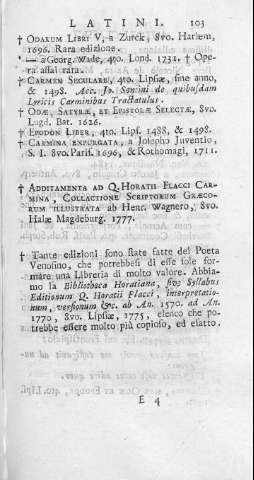 LATINI. 103
† ODARUM LIBRI V, a Zurck, 8vo. Harlem,
1696. Rara edizione.
* — a Georg. Wade, 4to. Lond. 1731. † Ope-
ra assai rara.
† CARMEN SECULARE, 4to. Lipsiæ, sine anno,
& 1498. Acc. Jo. Honini de quibusdam
Lyricis Carminibus Tractatulus.
† ODÆ, SATYRÆ, ET EPISTOLÆ SELECTÆ, 8vo.
Lugd. Bat. 1626.
† EPODON LIBER, 4to. Lipf. 1488, & 1498.
† CARMINA EXPURGATA, a Josepho Juventio,
S. I. 8vo. Paris. 1696, & Rothomagi, 1711.
† ADDITAMENTA AD Q. HORATII FLACCI CAR-
MINA, COLLACTIONE SCRIPTORUM GRÆCO-
RUM ILLUSTRATA ab Henr. Wagnero, 8vo.
Halæ Magdeburg. 1777.
† Tante edizioni sono state fatte del Poeta
Venosino, che potrebbesi di esse sole for-
mare una Libreria di molto valore. Abbia-
mo la Bibliotheca Horatiana, sive Syllabus
Editionum Q. Horatii Flacci, interpretatio-
num, versionum &c. ab An. 1570. ad An.
1770, 8vo. Lipsiæ, 1775, elenco che po-
trebbe essere molto più copioso, ed esatto.
E 4